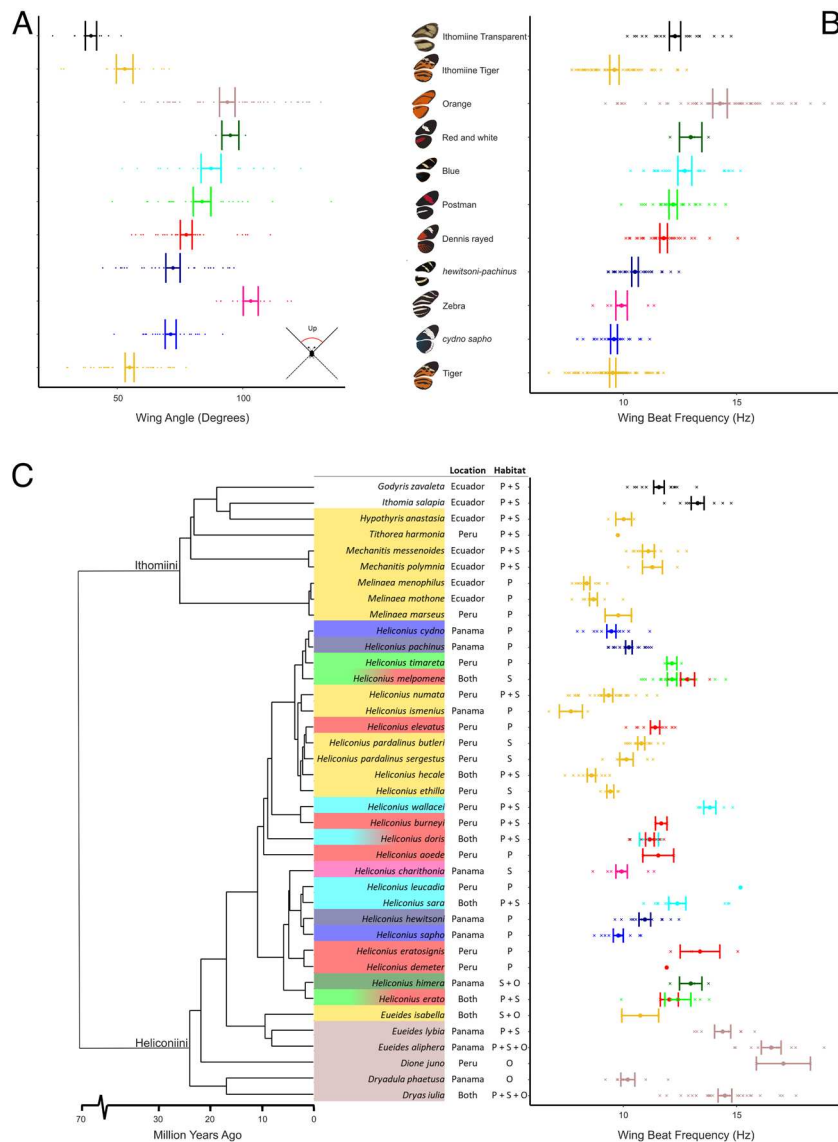 A
B
Ithomiine Transparent
Ithomiine Tiger
Orange
Red and white
Blue
Postman
Dennis rayed
hewitsoni-pachinus
Zebra
cydno sapho
Tiger
Up
50 100
Wing Angle (Degrees)
10 15
Wing Beat Frequency (Hz)
C
Location Habitat
Godyris zavaleta Ecuador P + S
Ithomia salapia Ecuador P + S
Hypothyris anastasia Ecuador P + S
Tithorea harmonia Peru P + S
Mechanitis messenoides Ecuador P + S
Mechantis polymnia Ecuador P + S
Melinaea menophilus Ecuador P
Melinaea mothone Ecuador P
Melinaea marseus Peru P
Heliconius cydno Panama P
Heliconius pachinus Panama P
Heliconius timareta Peru P
Heliconius melpomene Both S
Heliconius numata Peru P + S
Heliconius ismenius Panama P
Heliconius elevatus Peru P
Heliconius pardalinus butleri Peru S
Heliconius pardalinus sergestus Peru S
Heliconius hecale Both P + S
Heliconius ethilla Peru S
Heliconius wallacei Peru P + S
Heliconius burneyi Peru P + S
Heliconius doris Both P + S
Heliconius aoede Peru P
Heliconius charithonia Panama S
Heliconius leucadia Peru P
Heliconius sara Both P + S
Heliconius hewitsoni Panama P
Heliconius sapho Panama P
Heliconius eratosignis Peru P
Heliconius demeter Peru P
Heliconius himera Panama S + O
Heliconius erato Both P + S
Eueides isabella Both S + O
Eueides lybia Panama P + S
Eueides aliphera Panama P + S + O
Dione juno Peru O
Dryadula phaetusa Panama O
Dryas iulia Both P + S + O
Ithomiini
Heliconiini
70 30 20 10 0
Million Years Ago
10 15
Wing Beat Frequency (Hz)